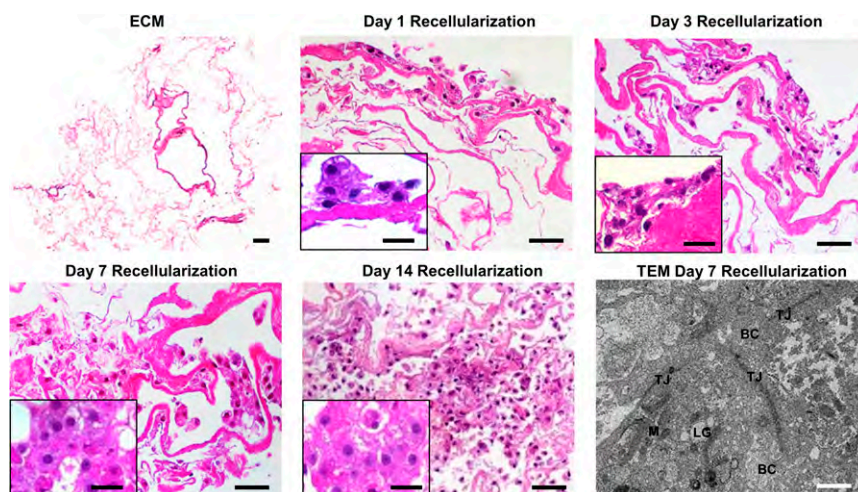 ECM
Day 1 Recellularization
Day 3 Recellularization
Day 7 Recellularization
Day 14 Recellularization
TEM Day 7 Recellularization
TJ
BC
TJ
TJ
M
LG
BC